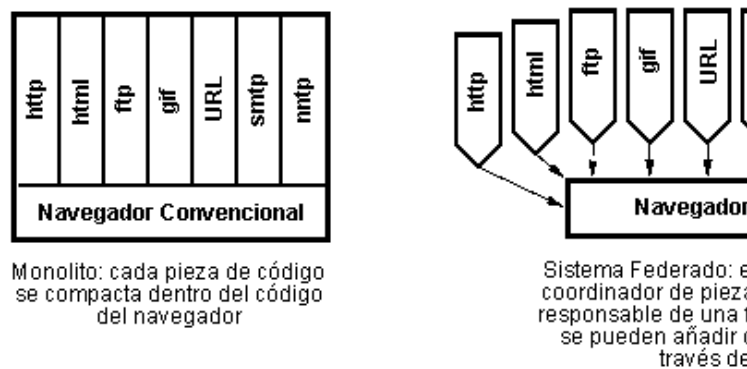 http
html
ftp
gif
URL
smtp
nntp
Navegador Convencional
Monolito: cada pieza de código
se compacta dentro del código
del navegador
http
html
ftp
gif
URL
Navegador
Sistema Federado: e
coordinador de pieza
responsable de una f
se pueden añadir
través de